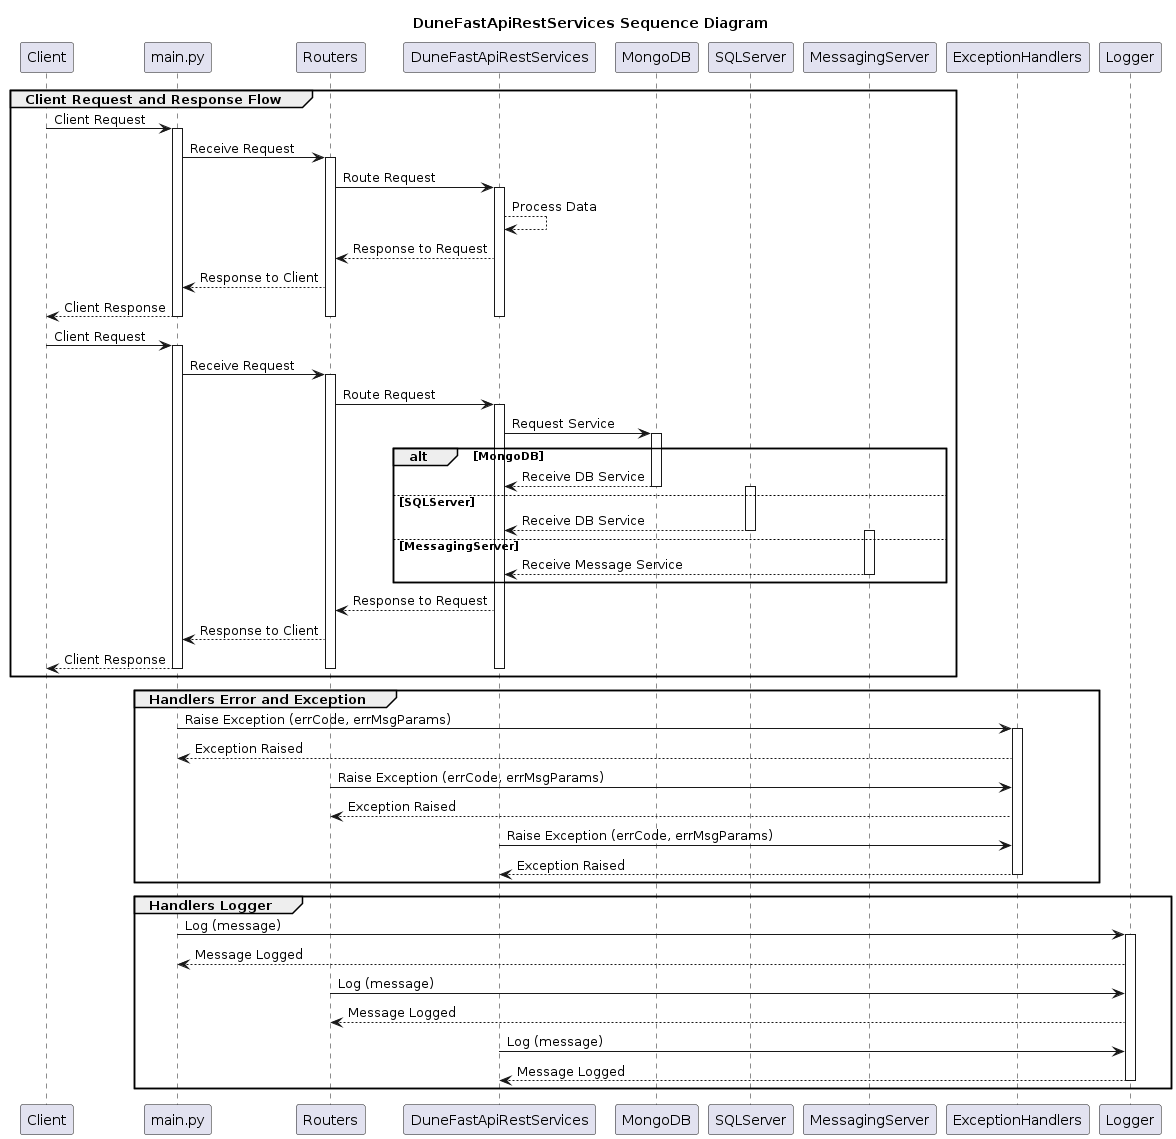 DuneFastApiRestServices Sequence Diagram
Client main.py Routers DuneFastApiRestServices MongoDB SQLServer MessagingServer ExceptionHandlers Logger
Client Request and Response Flow
Client Request
Receive Request
Route Request
Process Data
Response to Request
Response to Client
Client Response
Client Request
Receive Request
Route Request
Request Service
alt [MongoDB]
Receive DB Service
[SQLServer]
Receive DB Service
[MessagingServer]
Receive Message Service
Response to Request
Response to Client
Client Response
Handlers Error and Exception
Raise Exception (errCode, errMsgParams)
Exception Raised
Raise Exception (errCode, errMsgParams)
Exception Raised
Raise Exception (errCode, errMsgParams)
Exception Raised
Handlers Logger
Log (message)
Message Logged
Log (message)
Message Logged
Log (message)
Message Logged
Client main.py Routers DuneFastApiRestServices MongoDB SQLServer MessagingServer ExceptionHandlers Logger